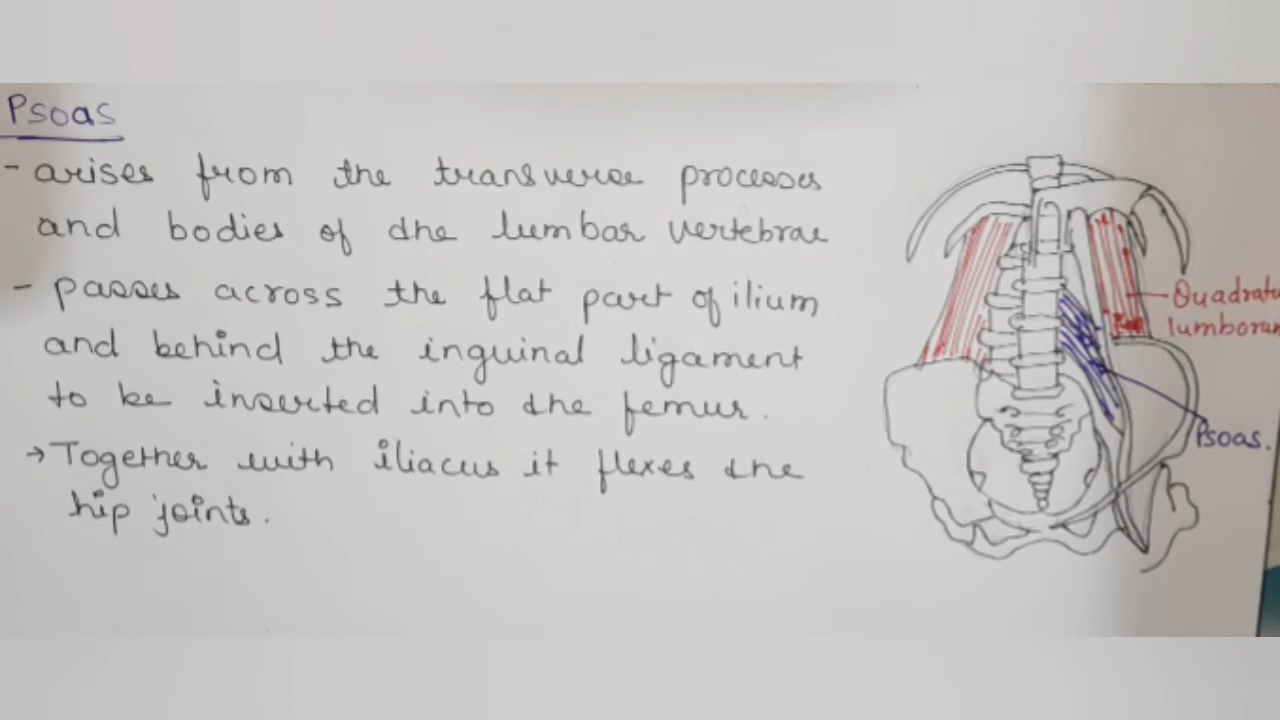 Psoas
- arises from the transverse processes
and bodies of the lumbar vertebrae
- passes across the flat part of ilium
and behind the inguinal ligament
to be inserted into the femur.
→ Together with iliacus it flexes the
hip joints.
Quadratu
lumborum
Psoas.